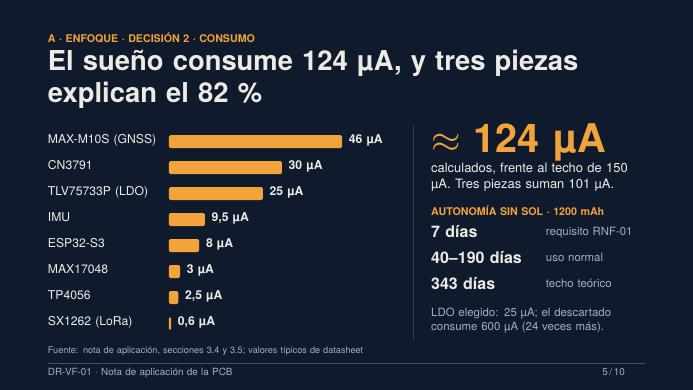 A · ENFOQUE · DECISIÓN 2 · CONSUMO
El sueño consume 124 µA, y tres piezas
explican el 82 %
MAX-M10S (GNSS) 46 µA
CN3791 30 µA
TLV75733P (LDO) 25 µA
IMU 9,5 µA
ESP32-S3 8 µA
MAX17048 3 µA
TP4056 2,5 µA
SX1262 (LoRa) 0,6 µA
≈ 124 µA
calculados, frente al techo de 150
µA. Tres piezas suman 101 µA.
AUTONOMÍA SIN SOL · 1200 mAh
7 días requisito RNF-01
40–190 días uso normal
343 días techo teórico
LDO elegido: 25 µA; el descartado
consume 600 µA (24 veces más).
Fuente: nota de aplicación, secciones 3.4 y 3.5; valores típicos de datasheet
DR-VF-01 · Nota de aplicación de la PCB 5/10